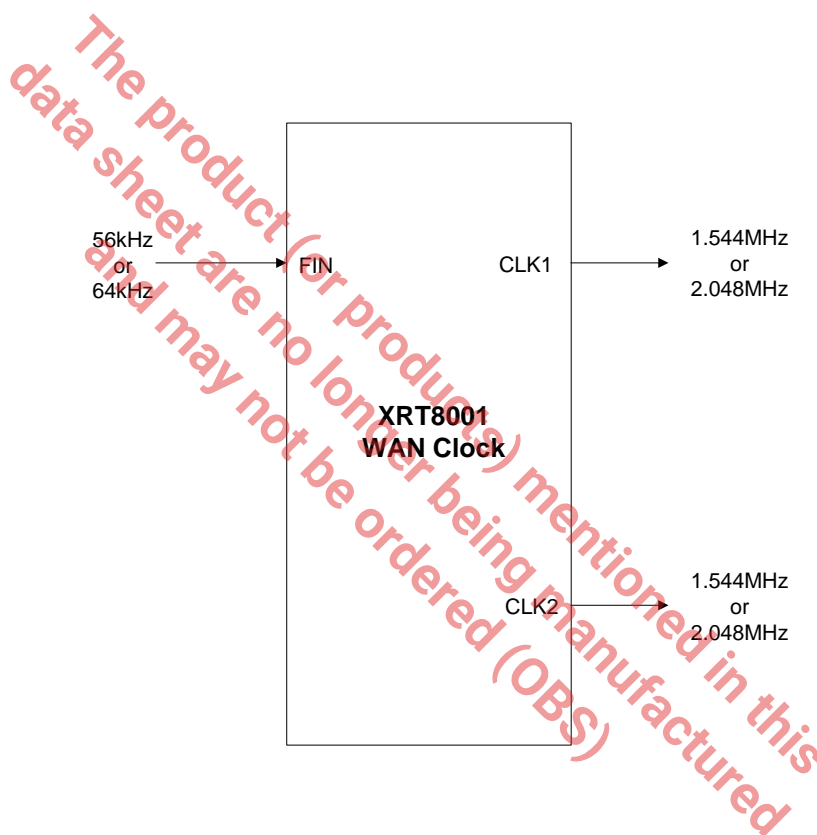 The product (or products) mentioned in this
data sheet are no longer being manufactured
and may not be ordered (OBS)
56kHz
or
64kHz
FIN
CLK1
1.544MHz
or
2.048MHz
XRT8001
WAN Clock
CLK2
1.544MHz
or
2.048MHz